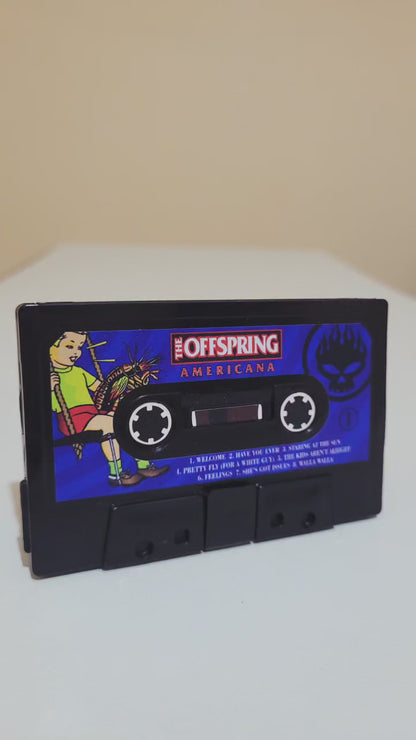 THE OFFSPRING
AMERICANA
1. WELCOME 2. HAVE YOU EVER 3. STARING AT THE SUN
4. PRETTY FLY (FOR A WHITE GUY) 5. THE KIDS AREN'T ALRIGHT
6. FEELINGS 7. SHE'S GOT ISSUES 8. WALLA WALLA